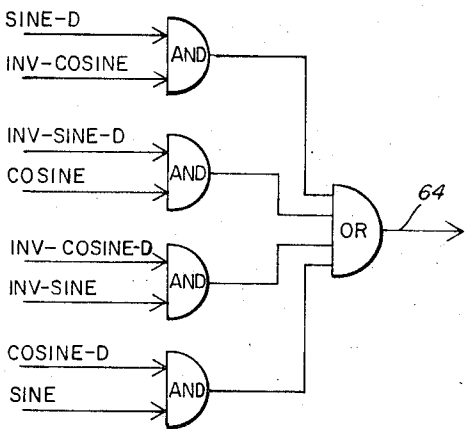 SINE-D
AND
INV-COSINE
INV-SINE-D
AND
COSINE
64
OR
INV-COSINE-D
AND
INV-SINE
COSINE-D
AND
SINE